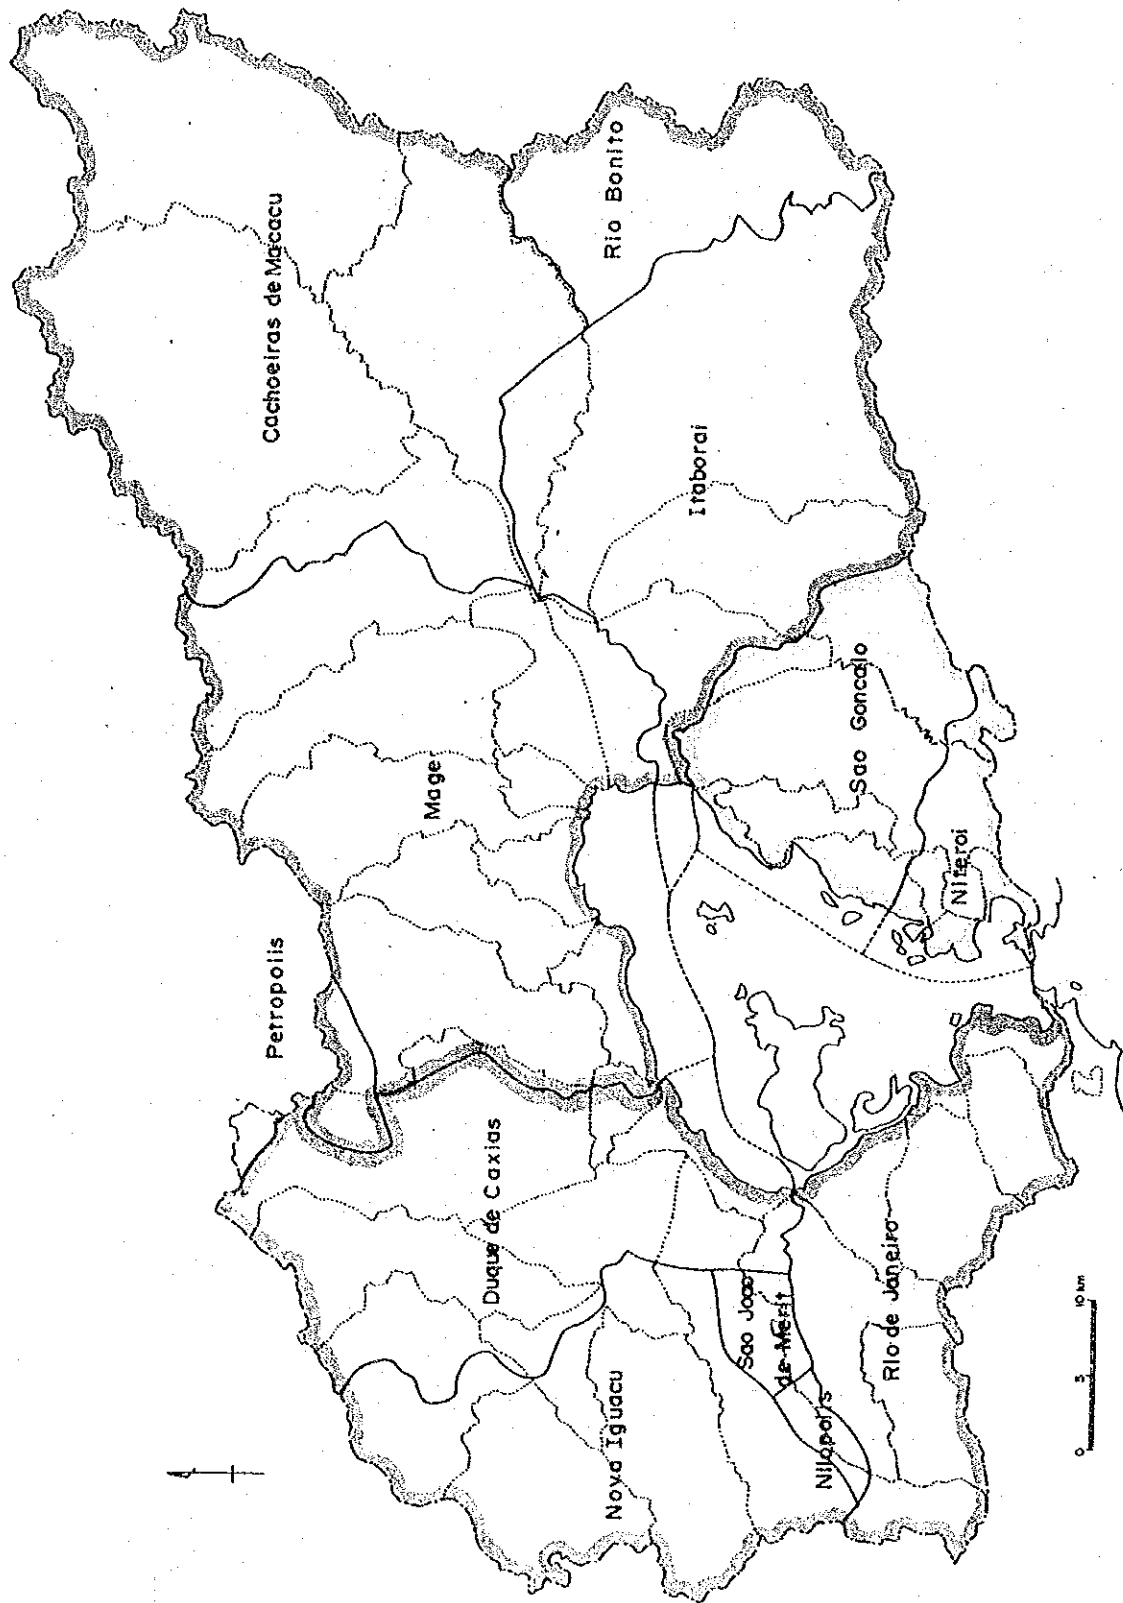 Petropolis
Cachoeiras de Macacu
Mage
Duque de Caxias
Rio Bonito
Itaborai
Nova Iguacu
Sao Joao
de Merit
Nilopolis
Sao Goncalo
Niteroi
Rio de Janeiro
0 5 10 km